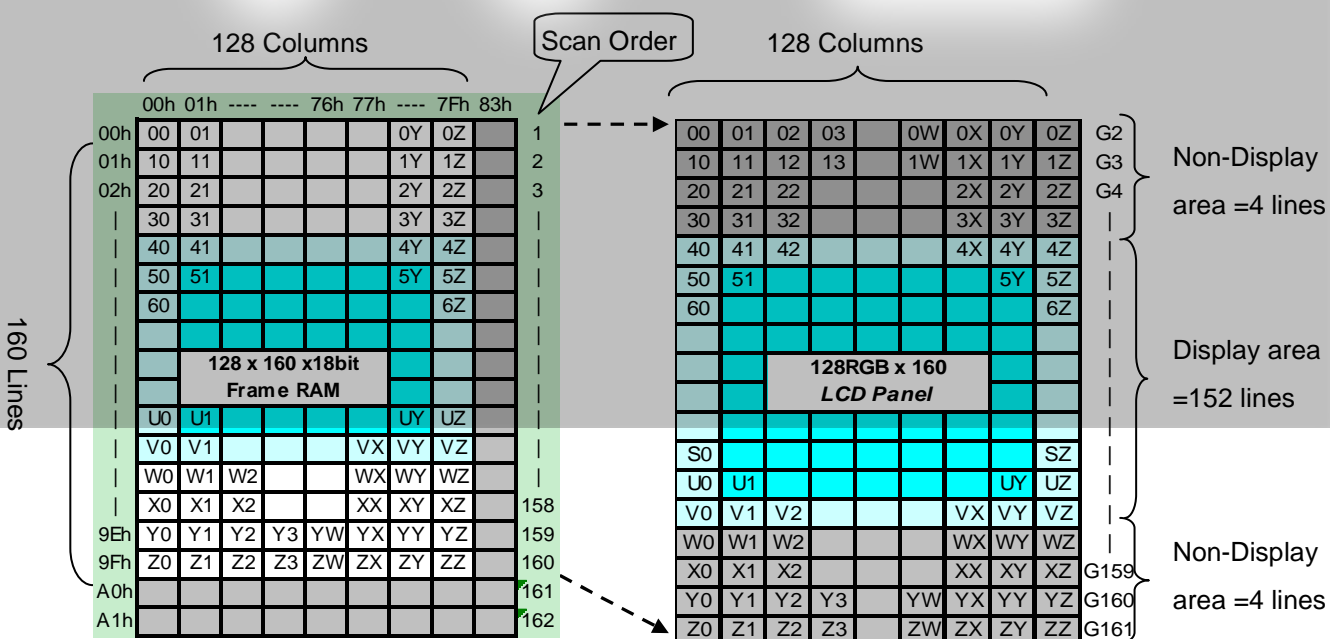 128 Columns
Scan Order
128 Columns
00h 01h ---- ---- 76h 77h ---- 7Fh 83h
00h 00 01 0Y 0Z 1
01h 10 11 1Y 1Z 2
02h 20 21 2Y 2Z 3
30 31 3Y 3Z
40 41 4Y 4Z
50 51 5Y 5Z
60 6Z
128 x 160 x18bit
Frame RAM
U0 U1 UY UZ
V0 V1 VX VY VZ
W0 W1 W2 WX WY WZ
X0 X1 X2 XX XY XZ 158
9Eh Y0 Y1 Y2 Y3 YW YX YY YZ 159
9Fh Z0 Z1 Z2 Z3 ZW ZX ZY ZZ 160
A0h 161
A1h 162
160 Lines
00 01 02 03 0W 0X 0Y 0Z G2
10 11 12 13 1W 1X 1Y 1Z G3
20 21 22 2X 2Y 2Z G4
30 31 32 3X 3Y 3Z
40 41 42 4X 4Y 4Z
50 51 5Y 5Z
60 6Z
128RGB x 160
LCD Panel
S0 SZ
U0 U1 UY UZ
V0 V1 V2 VX VY VZ
W0 W1 W2 WX WY WZ
X0 X1 X2 XX XY XZ G159
Y0 Y1 Y2 Y3 YW YX YY YZ G160
Z0 Z1 Z2 Z3 ZW ZX ZY ZZ G161
Non-Display
area =4 lines
Display area
=152 lines
Non-Display
area =4 lines